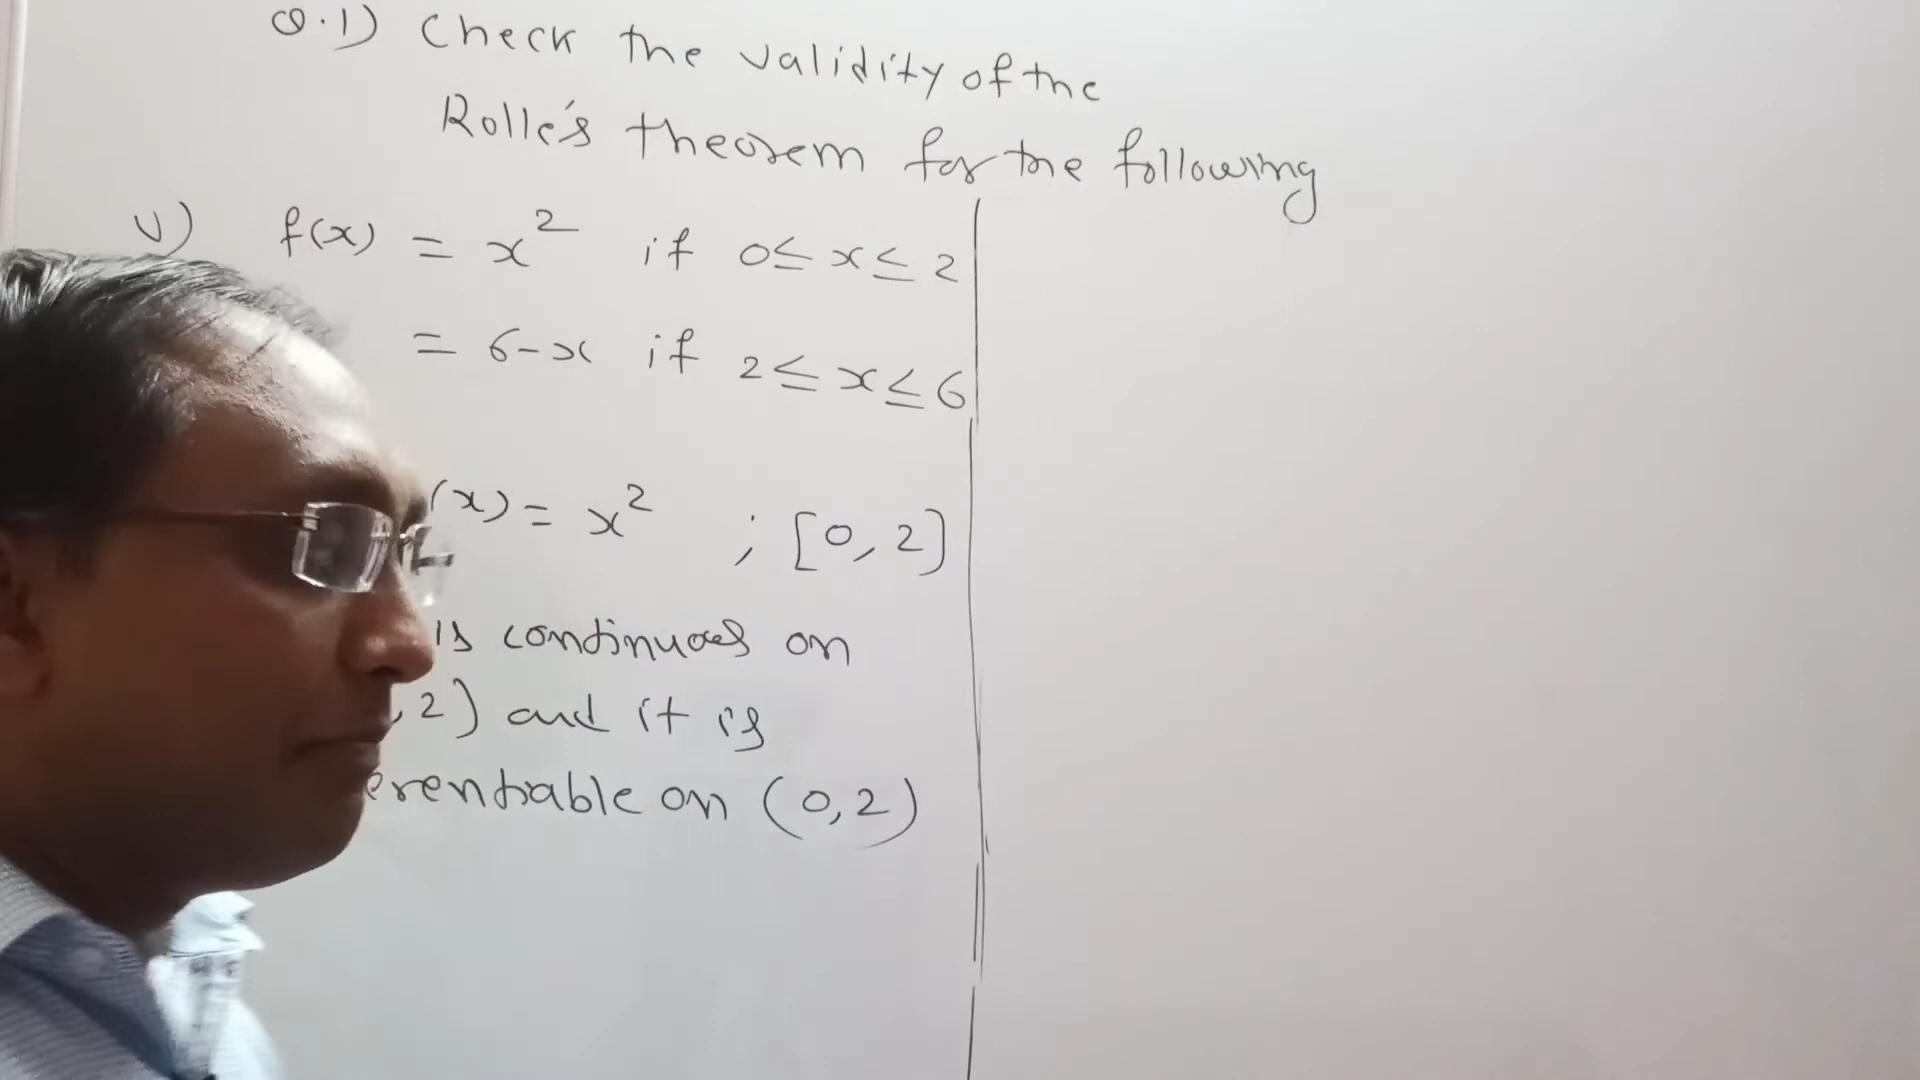 Q.1) Check the validity of the
Rolle's theorem for the following
v) f(x) = x² if 0≤ x ≤ 2
= 6-x if 2 ≤ x ≤ 6
(x) = x² ; [0, 2]
is continuous on
, 2) and it is
erentiable on (0,2)